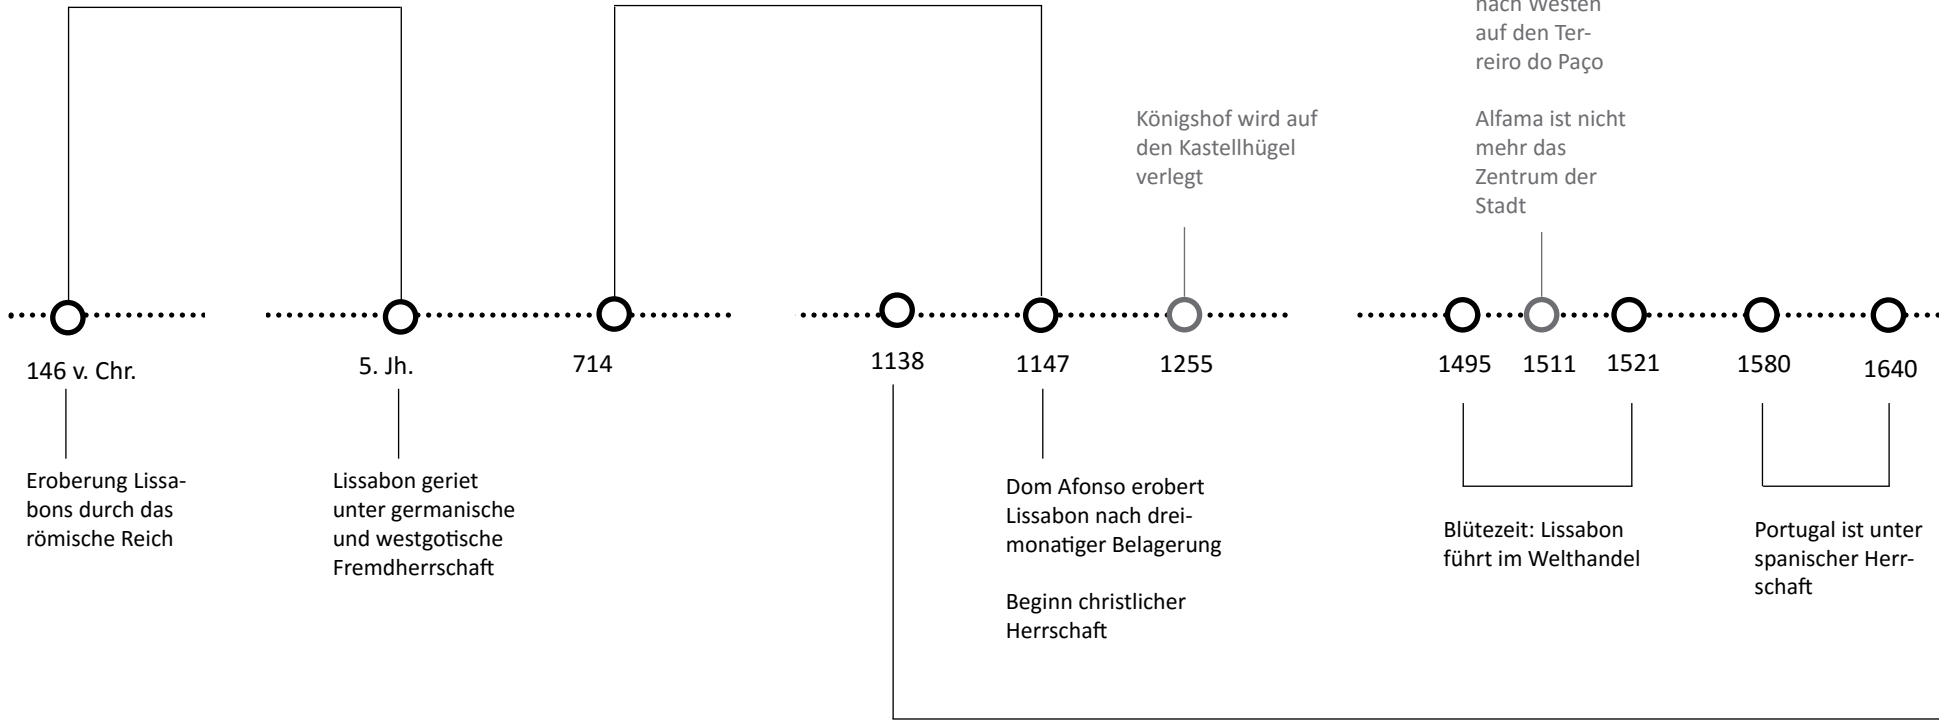 nach Westen
auf den Ter-
reiro do Paço
Alfama ist nicht
mehr das
Zentrum der
Stadt
Königshof wird auf
den Kastellhügel
verlegt
146 v. Chr.
5. Jh.
714
1138
1147
1255
1495
1511
1521
1580
1640
Eroberung Lissa-
bons durch das
römische Reich
Lissabon geriet
unter germanische
und westgotische
Fremdherrschaft
Dom Afonso erobert
Lissabon nach drei-
monatiger Belagerung
Beginn christlicher
Herrschaft
Blütezeit: Lissabon
führt im Welthandel
Portugal ist unter
spanischer Herr-
schaft